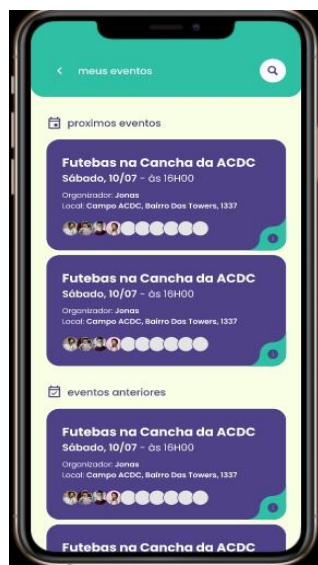 meus eventos
proximos eventos
Futebas na Cancha da ACDC
Sábado, 10/07 - ás 16H00
Organizador: Jonas
Local: Campo ACDC, Bairro Das Towers, 1337
Futebas na Cancha da ACDC
Sábado, 10/07 - ás 16H00
Organizador: Jonas
Local: Campo ACDC, Bairro Das Towers, 1337
eventos anteriores
Futebas na Cancha da ACDC
Sábado, 10/07 - ás 16H00
Organizador: Jonas
Local: Campo ACDC, Bairro Das Towers, 1337
Futebas na Cancha da ACDC